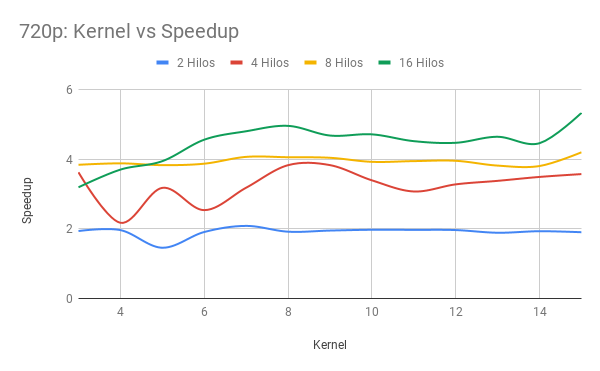 720p: Kernel vs Speedup
2 Hilos 4 Hilos 8 Hilos 16 Hilos
6
4
2
0
Speedup
4 6 8 10 12 14
Kernel